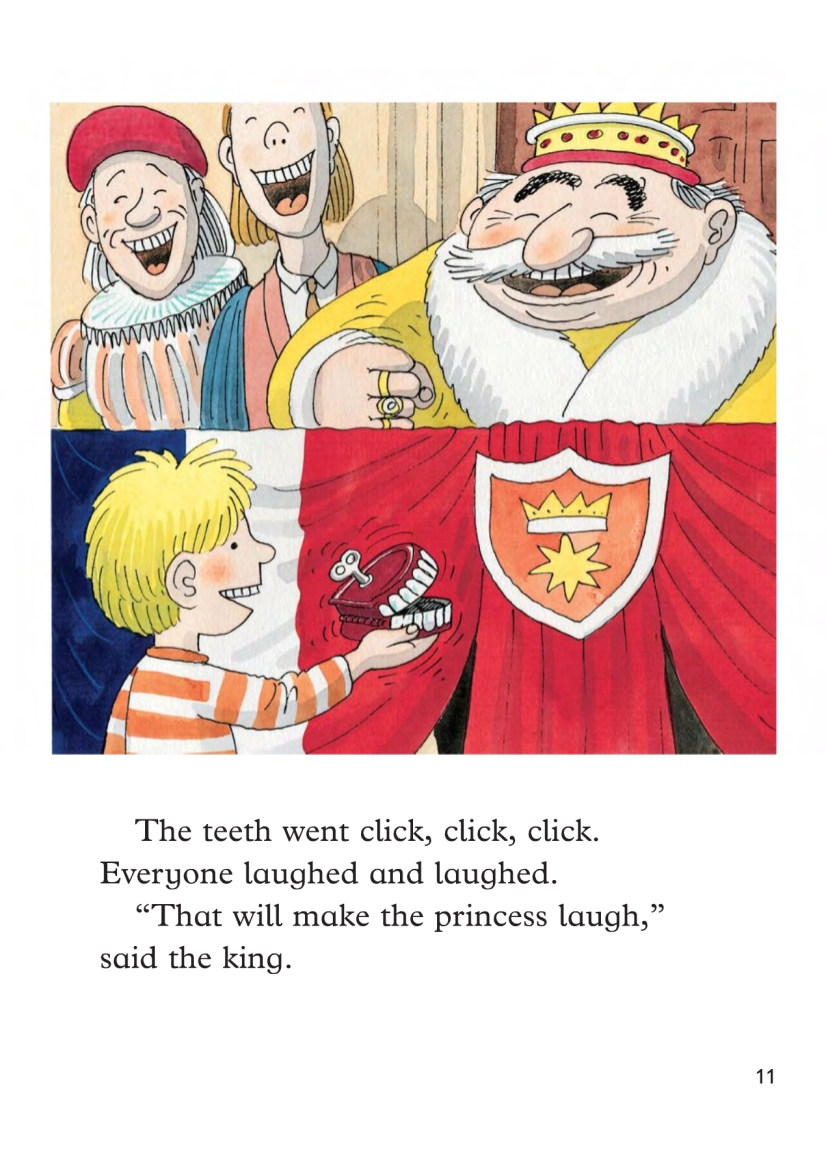 The teeth went click, click, click.
Everyone laughed and laughed.
“That will make the princess laugh,”
said the king.
11